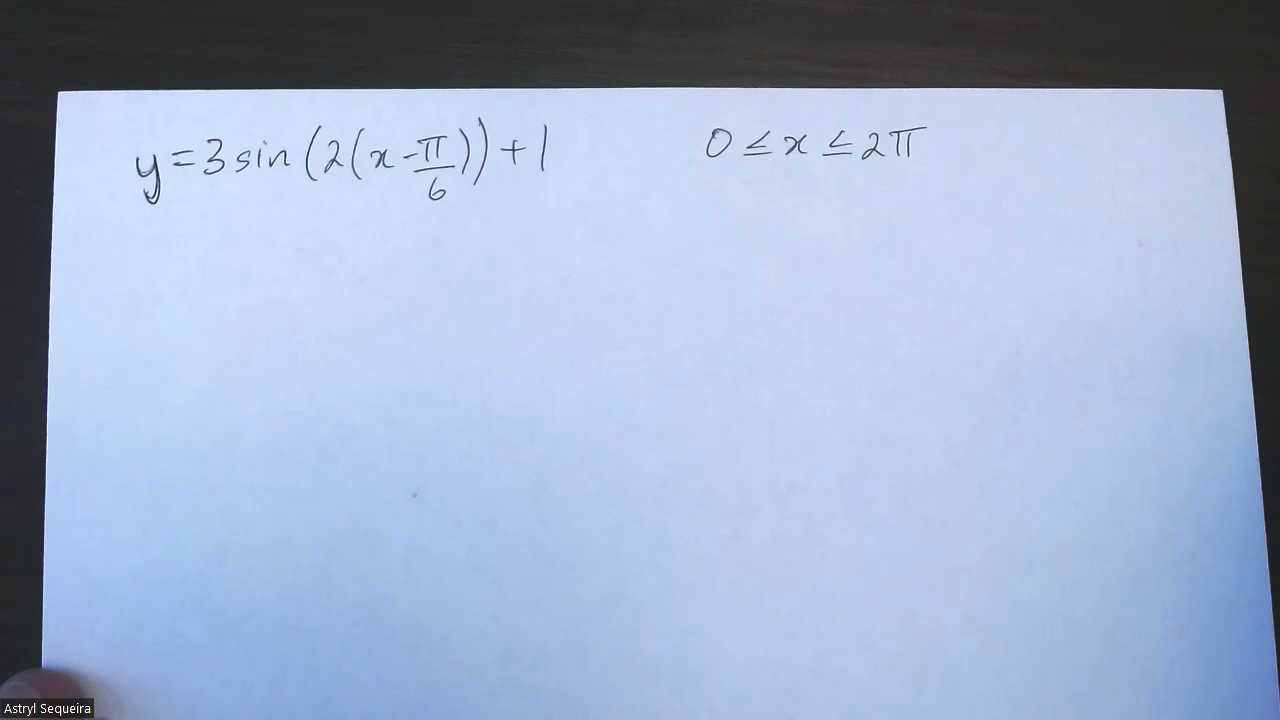 y = 3 sin (2(x - π/6)) + 1
0 ≤ x ≤ 2π
Astryl Sequeira